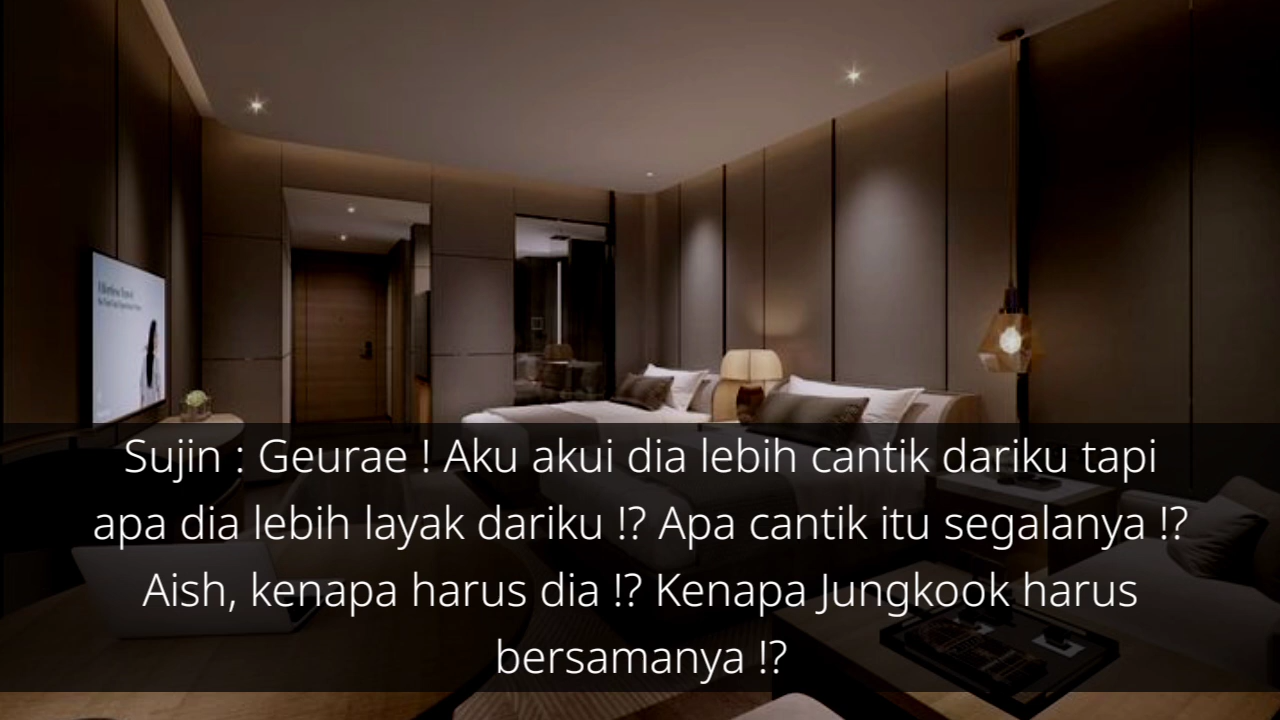 Sujin : Geurae ! Aku akui dia lebih cantik dariku tapi
apa dia lebih layak dariku !? Apa cantik itu segalanya !?
Aish, kenapa harus dia !? Kenapa Jungkook harus
bersamanya !?